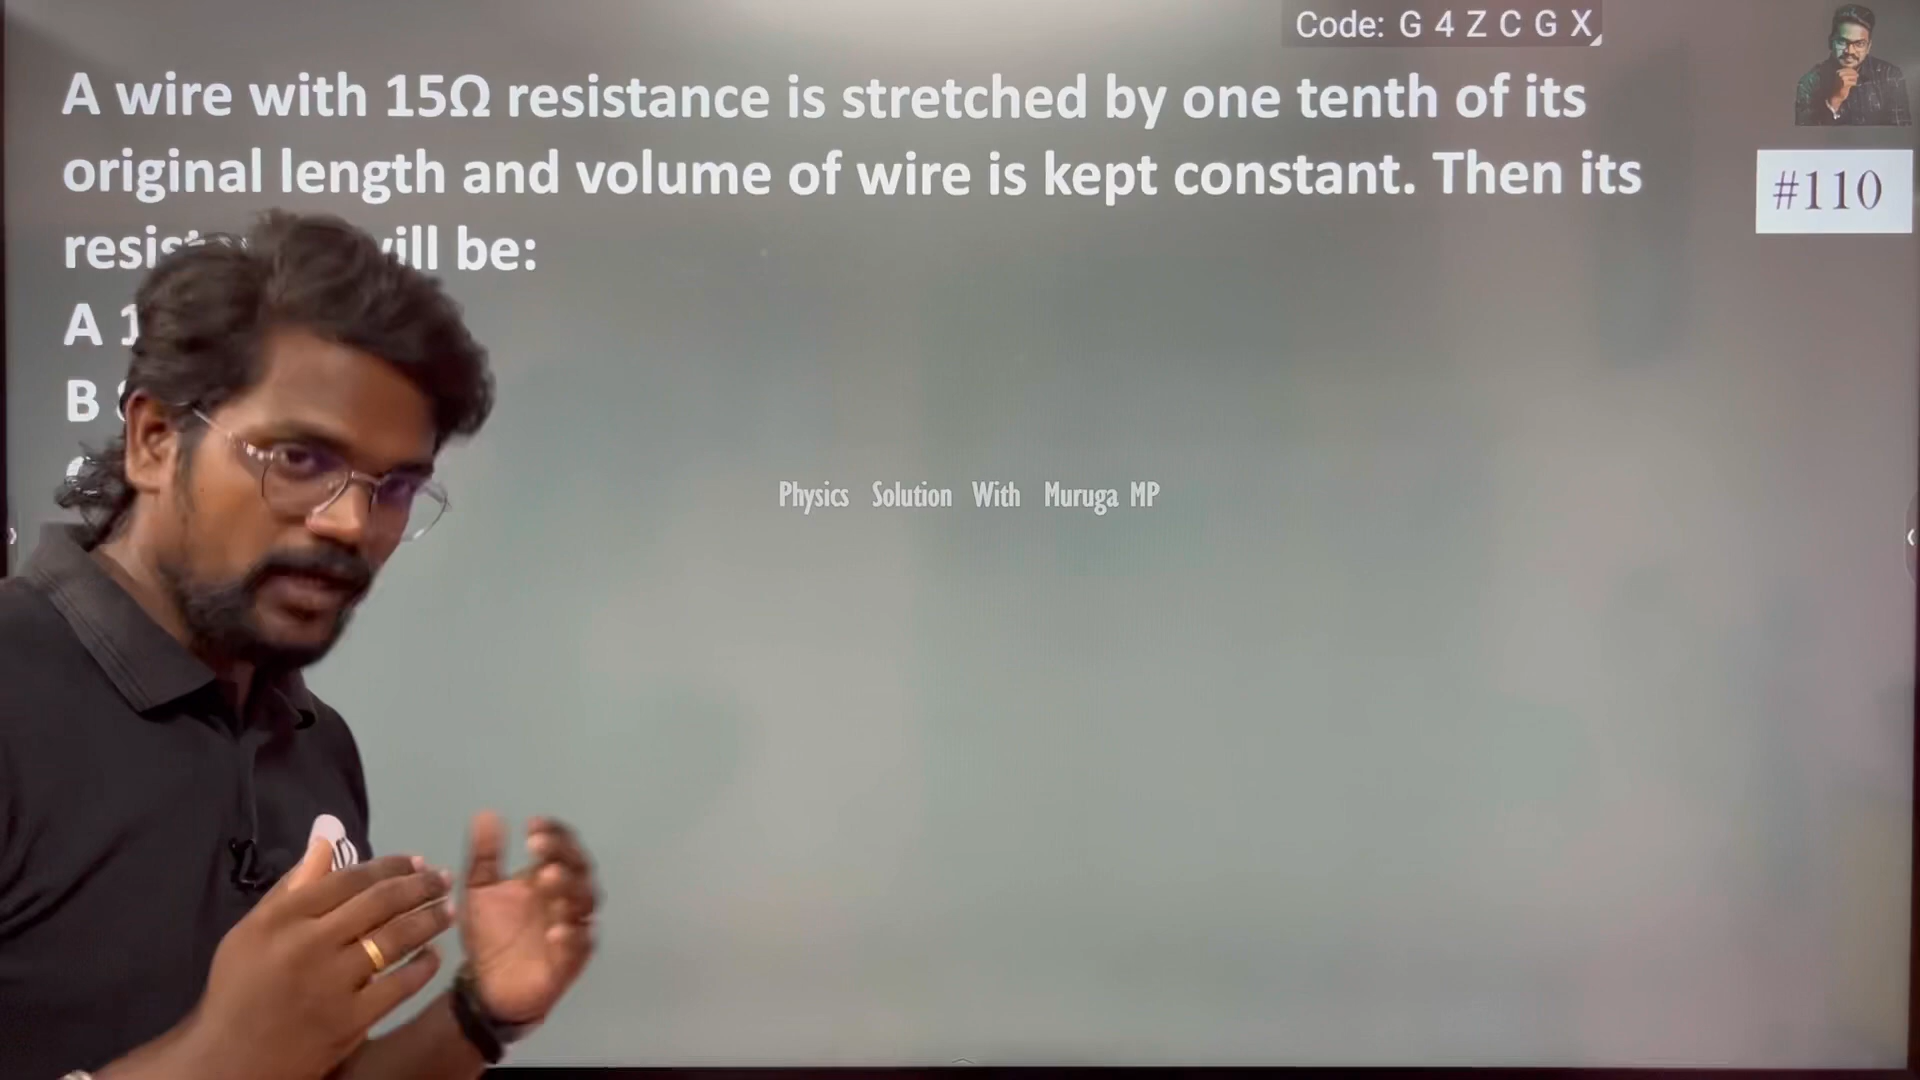 Code: G 4 Z C G X
A wire with 15Ω resistance is stretched by one tenth of its
original length and volume of wire is kept constant. Then its
will be:
#110
A 1
B
Physics Solution With Muruga MP